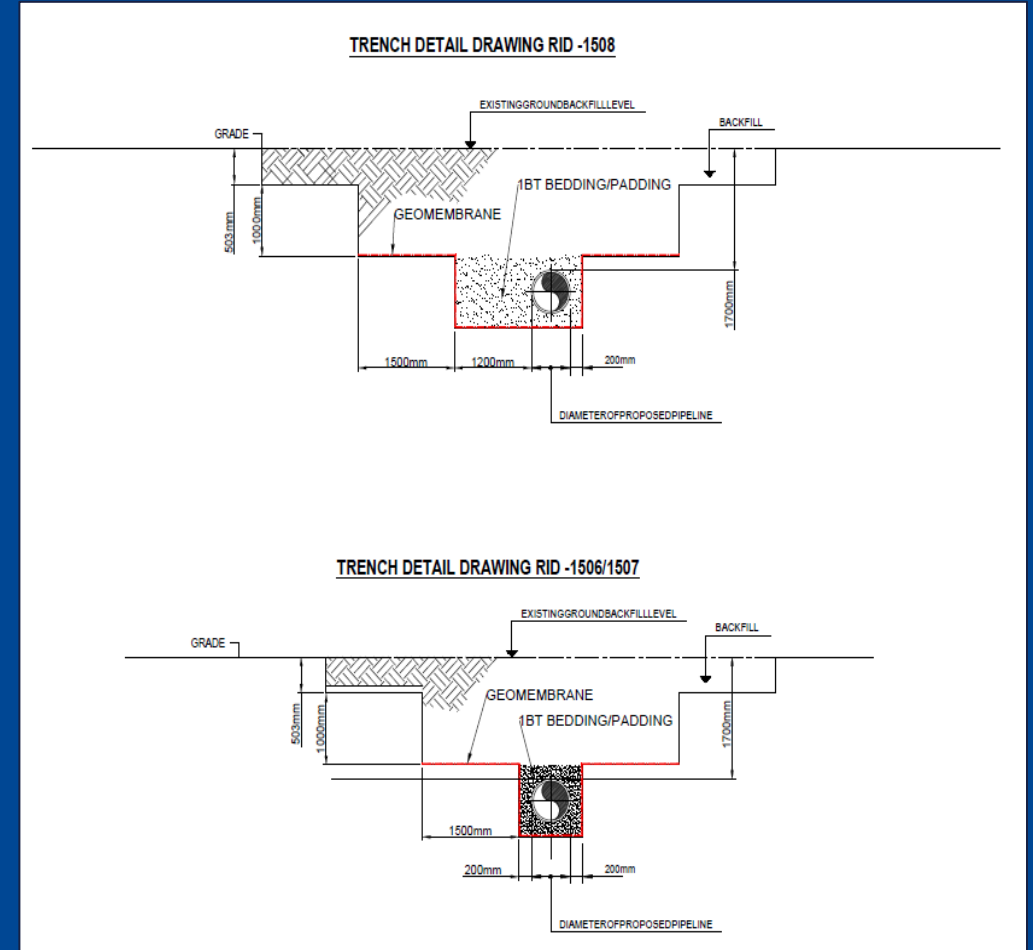 TRENCH DETAIL DRAWING RID -1508
EXISTINGGROUNDBACKFILLLEVEL
GRADE
BACKFILL
1BT BEDDING/PADDING
GEOMEMBRANE
503mm
1000mm
1700mm
1500mm
1200mm
200mm
DIAMETEROFPROPOSEDPIPELINE
TRENCH DETAIL DRAWING RID -1506/1507
EXISTINGGROUNDBACKFILLLEVEL
GRADE
BACKFILL
GEOMEMBRANE
1BT BEDDING/PADDING
503mm
1000mm
1700mm
1500mm
200mm
200mm
DIAMETEROFPROPOSEDPIPELINE